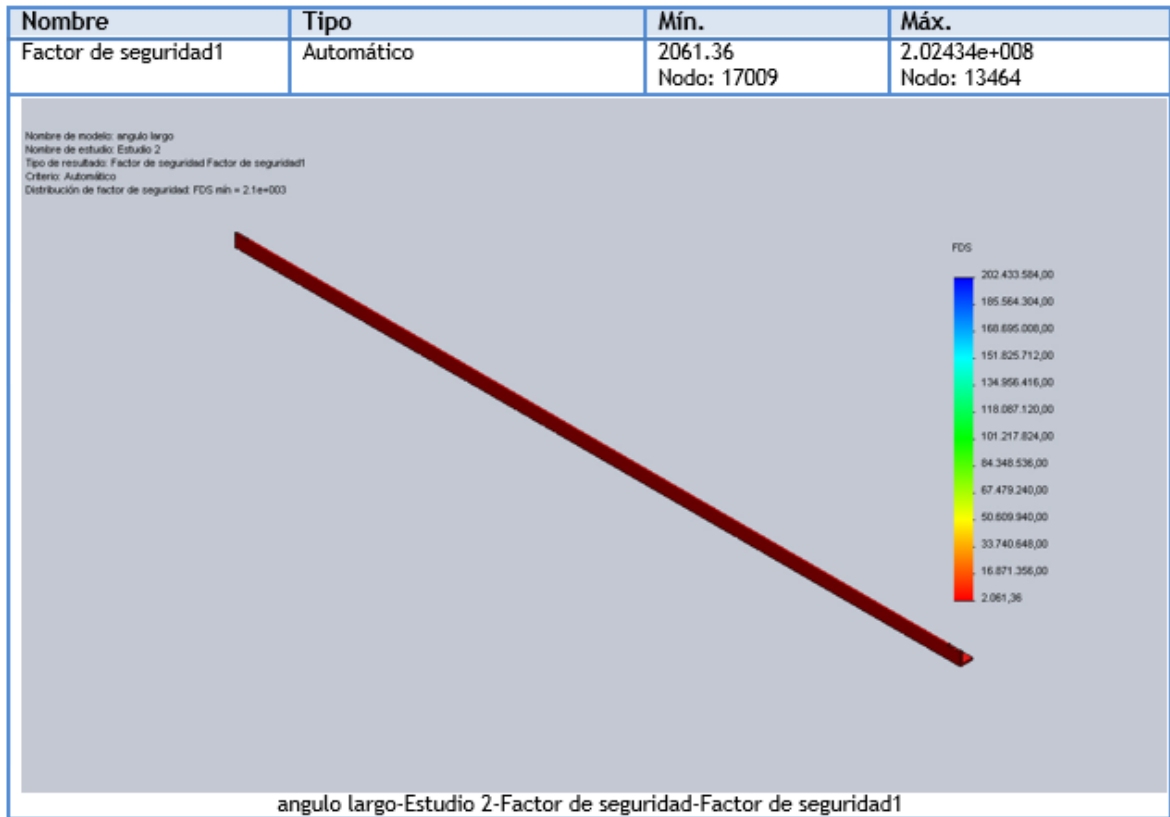 Nombre Tipo Mín. Máx.
Factor de seguridad1 Automático 2061.36 2.02434e+008
Nodo: 17009 Nodo: 13464
Nombre de modelo: angulo largo
Nombre de estudio: Estudio 2
Tipo de resultado: Factor de seguridad Factor de seguridad1
Criterio: Automático
Distribución de factor de seguridad: FDS mín = 2.1e+003
FDS
202.433.584,00
185.564.304,00
168.695.008,00
151.825.712,00
134.956.416,00
118.087.120,00
101.217.824,00
84.348.536,00
67.479.240,00
50.609.940,00
33.740.648,00
16.871.356,00
2.061,36
angulo largo-Estudio 2-Factor de seguridad-Factor de seguridad1